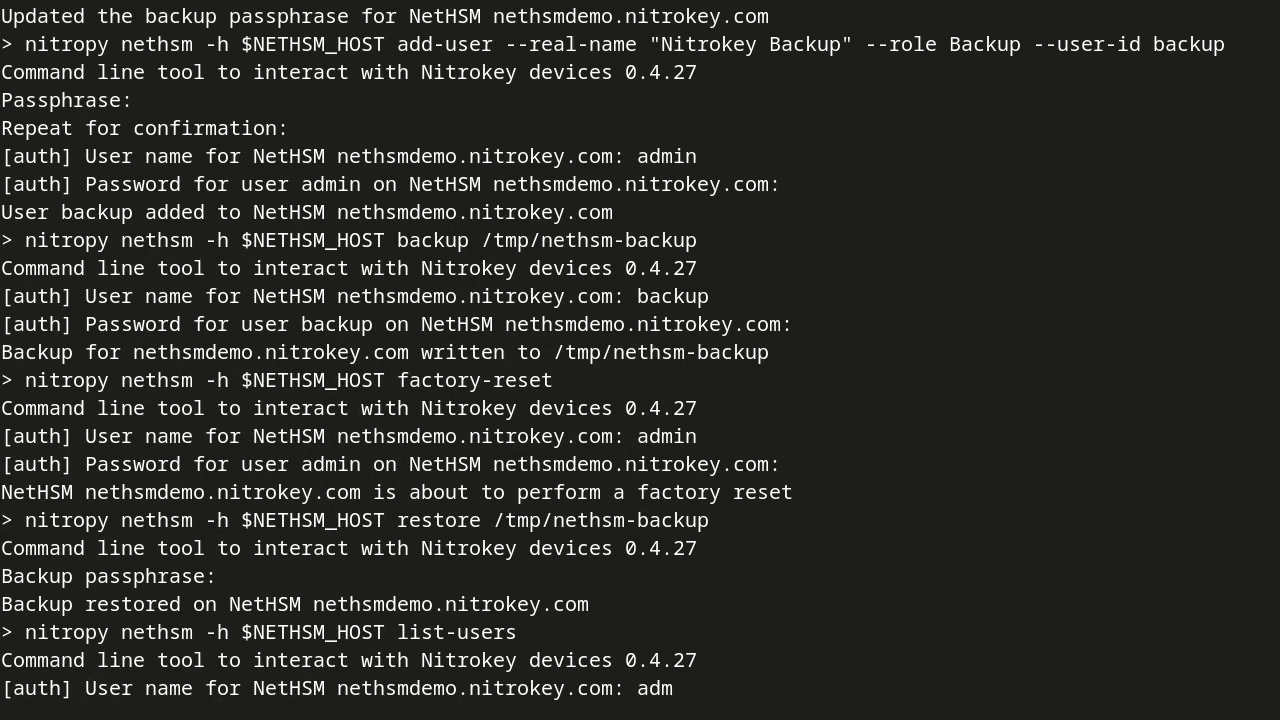 Updated the backup passphrase for NetHSM nethsmdemo.nitrokey.com
> nitropy nethsm -h $NETHSM_HOST add-user --real-name "Nitrokey Backup" --role Backup --user-id backup
Command line tool to interact with Nitrokey devices 0.4.27
Passphrase:
Repeat for confirmation:
[auth] User name for NetHSM nethsmdemo.nitrokey.com: admin
[auth] Password for user admin on NetHSM nethsmdemo.nitrokey.com:
User backup added to NetHSM nethsmdemo.nitrokey.com
> nitropy nethsm -h $NETHSM_HOST backup /tmp/nethsm-backup
Command line tool to interact with Nitrokey devices 0.4.27
[auth] User name for NetHSM nethsmdemo.nitrokey.com: backup
[auth] Password for user backup on NetHSM nethsmdemo.nitrokey.com:
Backup for nethsmdemo.nitrokey.com written to /tmp/nethsm-backup
> nitropy nethsm -h $NETHSM_HOST factory-reset
Command line tool to interact with Nitrokey devices 0.4.27
[auth] User name for NetHSM nethsmdemo.nitrokey.com: admin
[auth] Password for user admin on NetHSM nethsmdemo.nitrokey.com:
NetHSM nethsmdemo.nitrokey.com is about to perform a factory reset
> nitropy nethsm -h $NETHSM_HOST restore /tmp/nethsm-backup
Command line tool to interact with Nitrokey devices 0.4.27
Backup passphrase:
Backup restored on NetHSM nethsmdemo.nitrokey.com
> nitropy nethsm -h $NETHSM_HOST list-users
Command line tool to interact with Nitrokey devices 0.4.27
[auth] User name for NetHSM nethsmdemo.nitrokey.com: adm